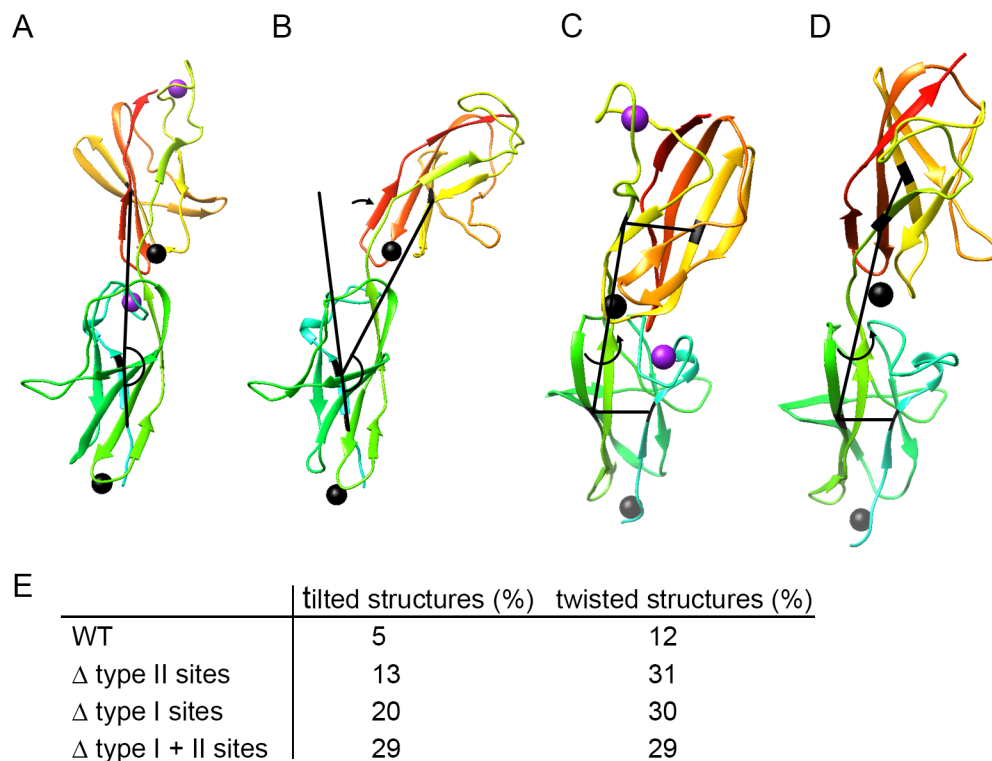 A B C D
E
tilted structures (%) twisted structures (%)
WT 5 12
Δ type II sites 13 31
Δ type I sites 20 30
Δ type I + II sites 29 29